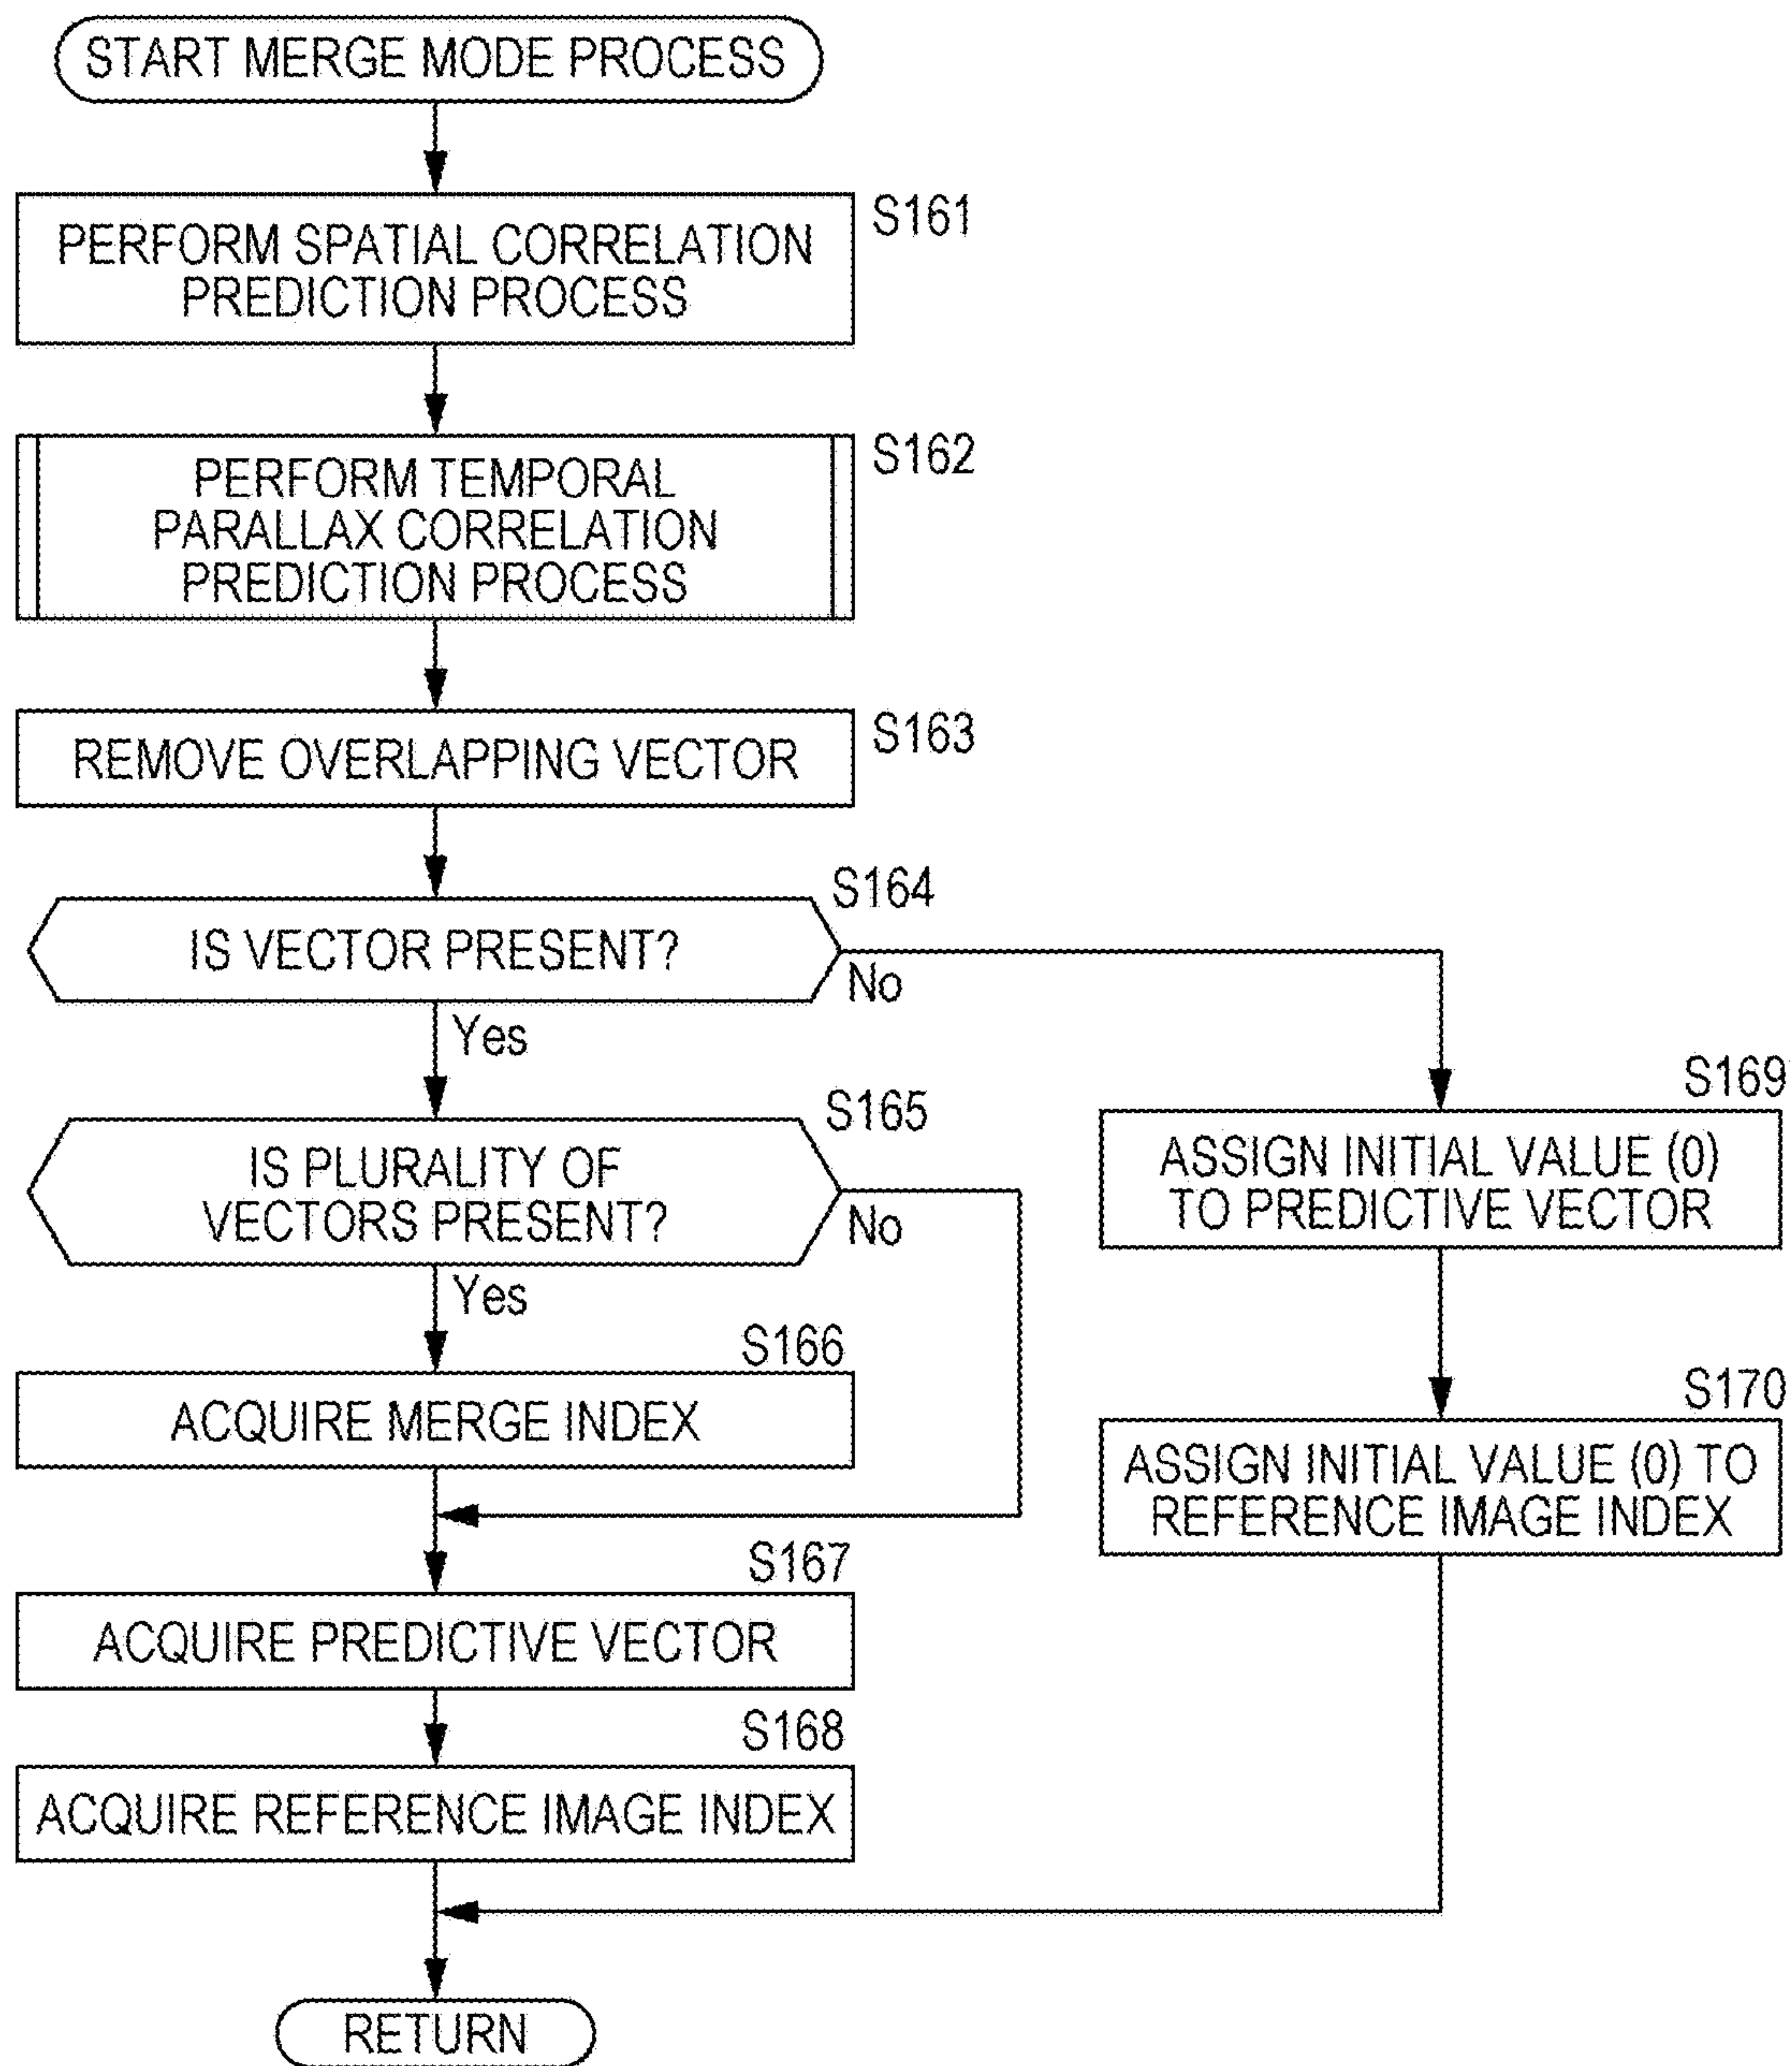 START MERGE MODE PROCESS
S161
PERFORM SPATIAL CORRELATION
PREDICTION PROCESS
S162
PERFORM TEMPORAL
PARALLAX CORRELATION
PREDICTION PROCESS
S163
REMOVE OVERLAPPING VECTOR
S164
IS VECTOR PRESENT?
No
Yes
S165
IS PLURALITY OF
VECTORS PRESENT?
No
Yes
S166
ACQUIRE MERGE INDEX
S167
ACQUIRE PREDICTIVE VECTOR
S168
ACQUIRE REFERENCE IMAGE INDEX
S169
ASSIGN INITIAL VALUE (0)
TO PREDICTIVE VECTOR
S170
ASSIGN INITIAL VALUE (0) TO
REFERENCE IMAGE INDEX
RETURN